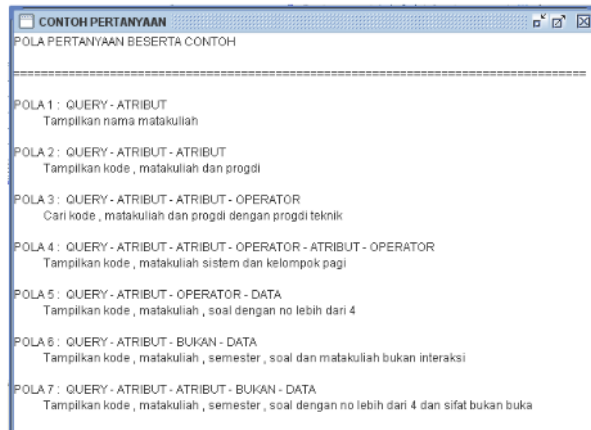 CONTOH PERTANYAAN
POLA PERTANYAAN BESERTA CONTOH
==================================================================================
POLA 1 : QUERY - ATRIBUT
Tampilkan nama matakuliah
POLA 2 : QUERY - ATRIBUT - ATRIBUT
Tampilkan kode , matakuliah dan progdi
POLA 3 : QUERY - ATRIBUT - ATRIBUT - OPERATOR
Cari kode , matakuliah dan progdi dengan progdi teknik
POLA 4 : QUERY - ATRIBUT - ATRIBUT - OPERATOR - ATRIBUT - OPERATOR
Tampilkan kode , matakuliah sistem dan kelompok pagi
POLA 5 : QUERY - ATRIBUT - OPERATOR - DATA
Tampilkan kode , matakuliah , soal dengan no lebih dari 4
POLA 6 : QUERY - ATRIBUT - BUKAN - DATA
Tampilkan kode , matakuliah , semester , soal dan matakuliah bukan interaksi
POLA 7 : QUERY - ATRIBUT - ATRIBUT - BUKAN - DATA
Tampilkan kode , matakuliah , semester , soal dengan no lebih dari 4 dan sifat bukan buka